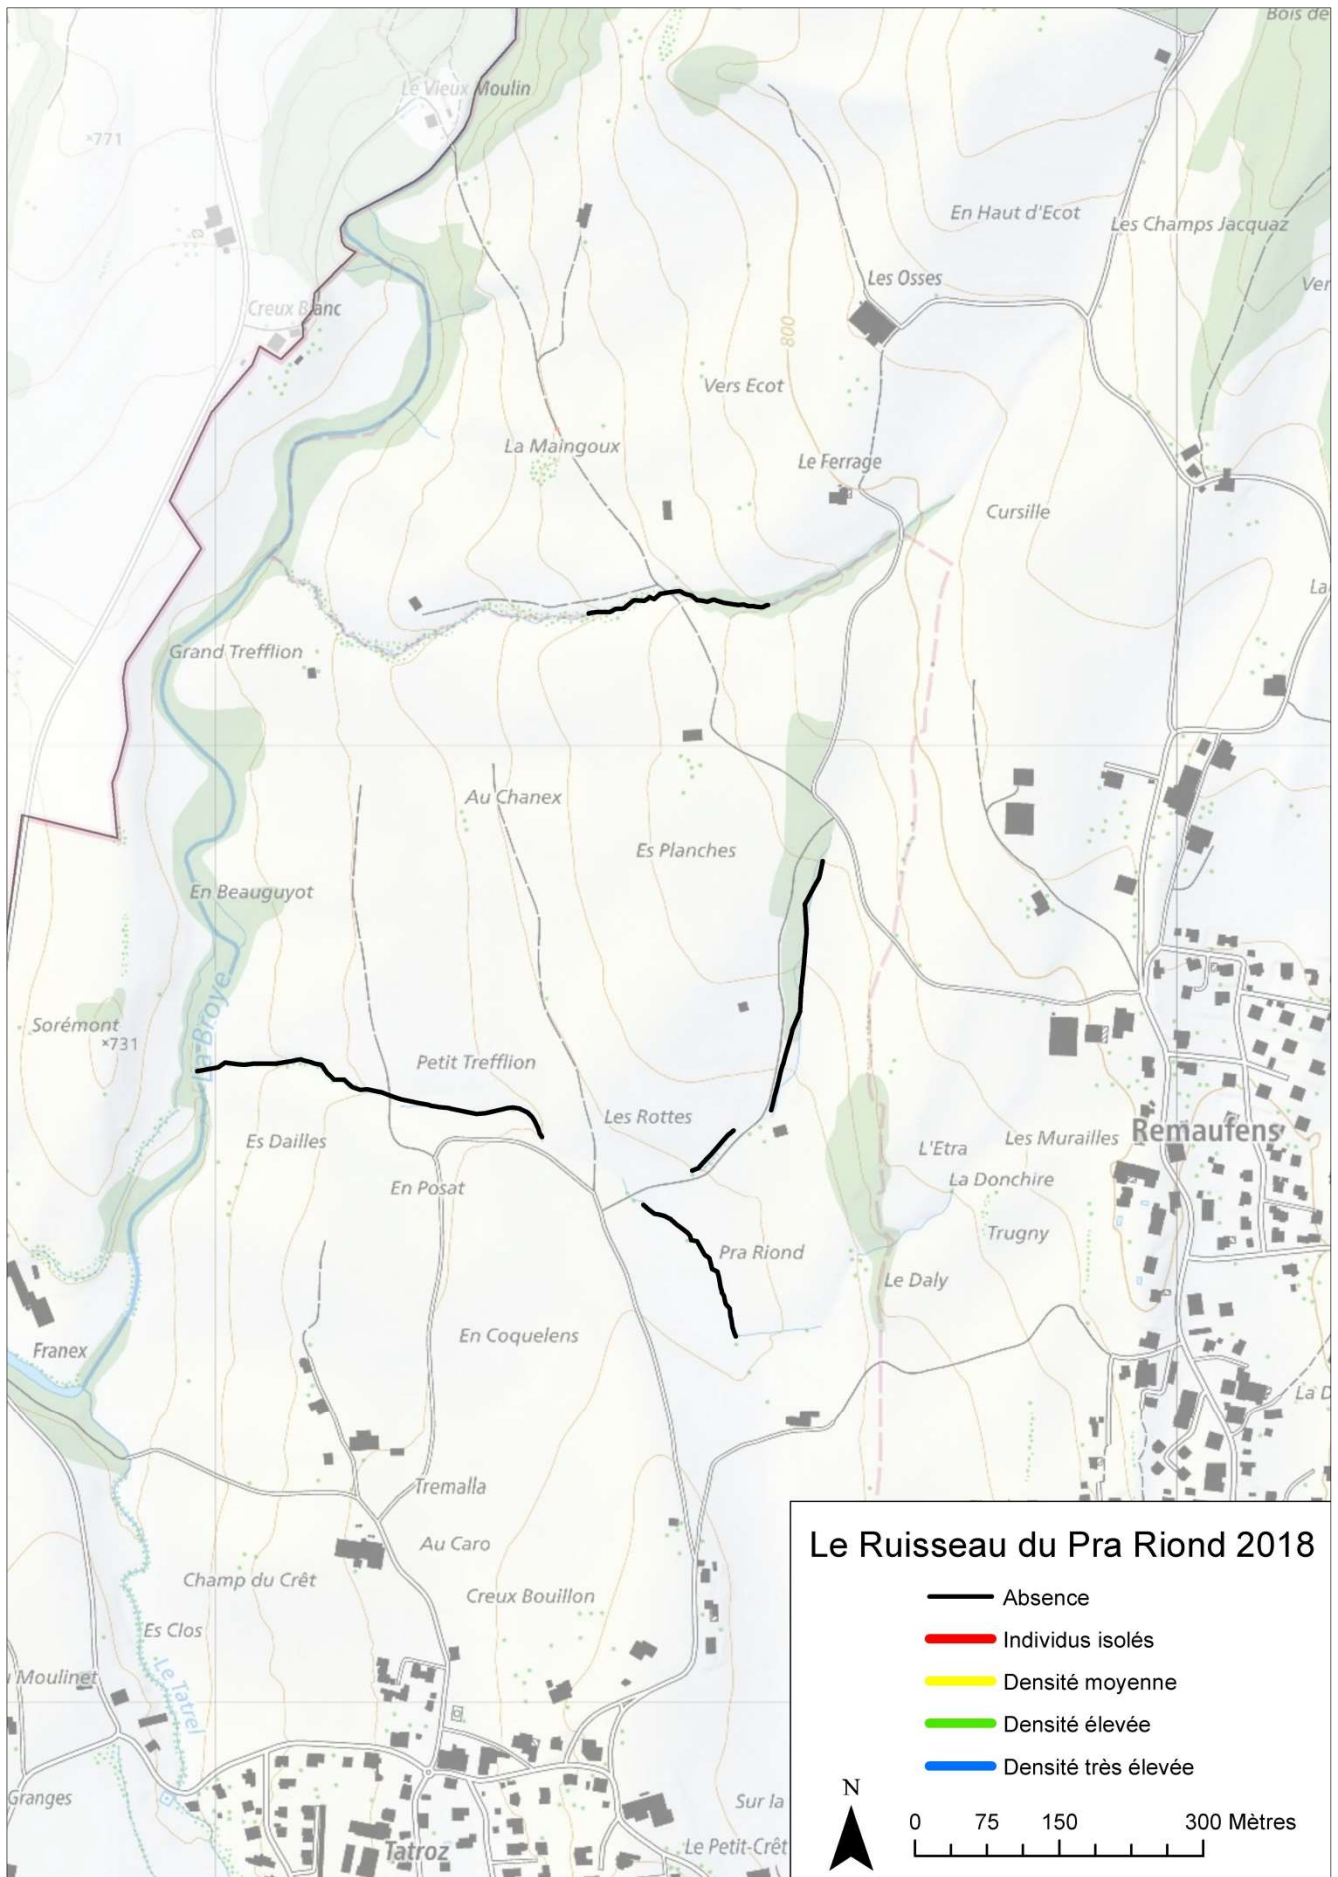 Bois de
Le Vieux Moulin
×771
En Haut d'Ecot
Les Champs Jacquaz
Les Osses
Ver
Creux Blanc
800
Vers Ecot
La Maingoux
Le Ferrage
Cursille
La
Grand Trefflion
Au Chanex
Es Planches
En Beauguyot
La Broye
Sorémont
×731
Petit Trefflion
Les Rottes
Es Dailles
L'Etra
Les Murailles
Remaufens
En Posat
La Donchire
Trugny
Pra Riond
Le Daly
En Coquelens
Franex
La D
Tremalla
Au Caro
Champ du Crêt
Creux Bouillon
Es Clos
Le Tatrel
Moulinet
Granges
Sur la
Le Petit-Crêt
Tatroz
Le Ruisseau du Pra Riond 2018
Absence
Individus isolés
Densité moyenne
Densité élevée
Densité très élevée
N
0 75 150 300 Mètres